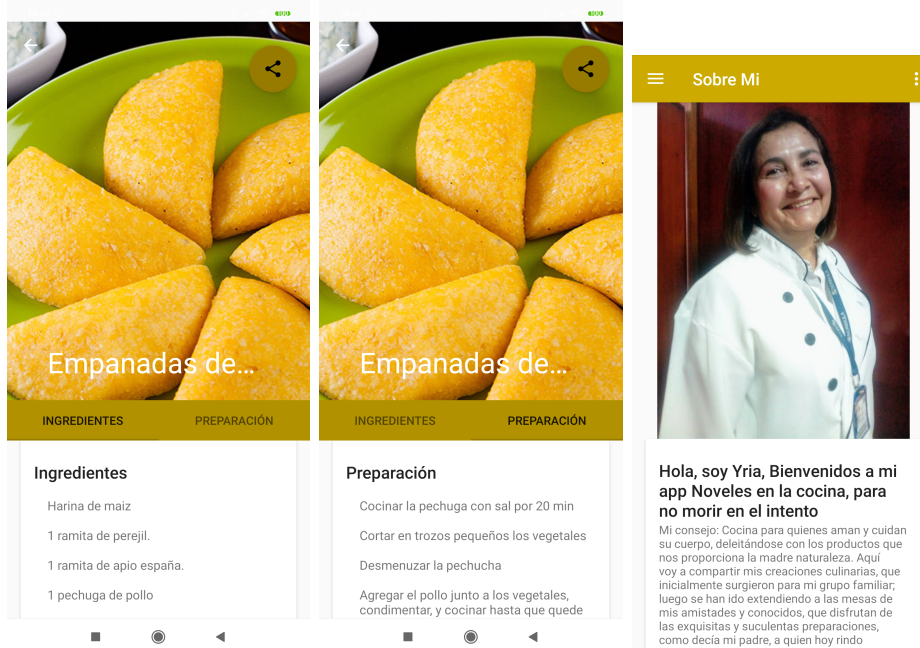 100
Empanadas de...
INGREDIENTES
PREPARACIÓN
Ingredientes
Harina de maiz
1 ramita de perejil.
1 ramita de apio españa.
1 pechuga de pollo
100
Empanadas de...
INGREDIENTES
PREPARACIÓN
Preparación
Cocinar la pechuga con sal por 20 min
Cortar en trozos pequeños los vegetales
Desmenuzar la pechucha
Agregar el pollo junto a los vegetales,
condimentar, y cocinar hasta que quede
Sobre Mi
Hola, soy Yria, Bienvenidos a mi
app Noveles en la cocina, para
no morir en el intento
Mi consejo: Cocina para quienes aman y cuidan
su cuerpo, deleitándose con los productos que
nos proporciona la madre naturaleza. Aquí
voy a compartir mis creaciones culinarias, que
inicialmente surgieron para mi grupo familiar;
luego se han ido extendiendo a las mesas de
mis amistades y conocidos, que disfrutan de
las exquisitas y suculentas preparaciones,
como decía mi padre, a quien hoy rindo